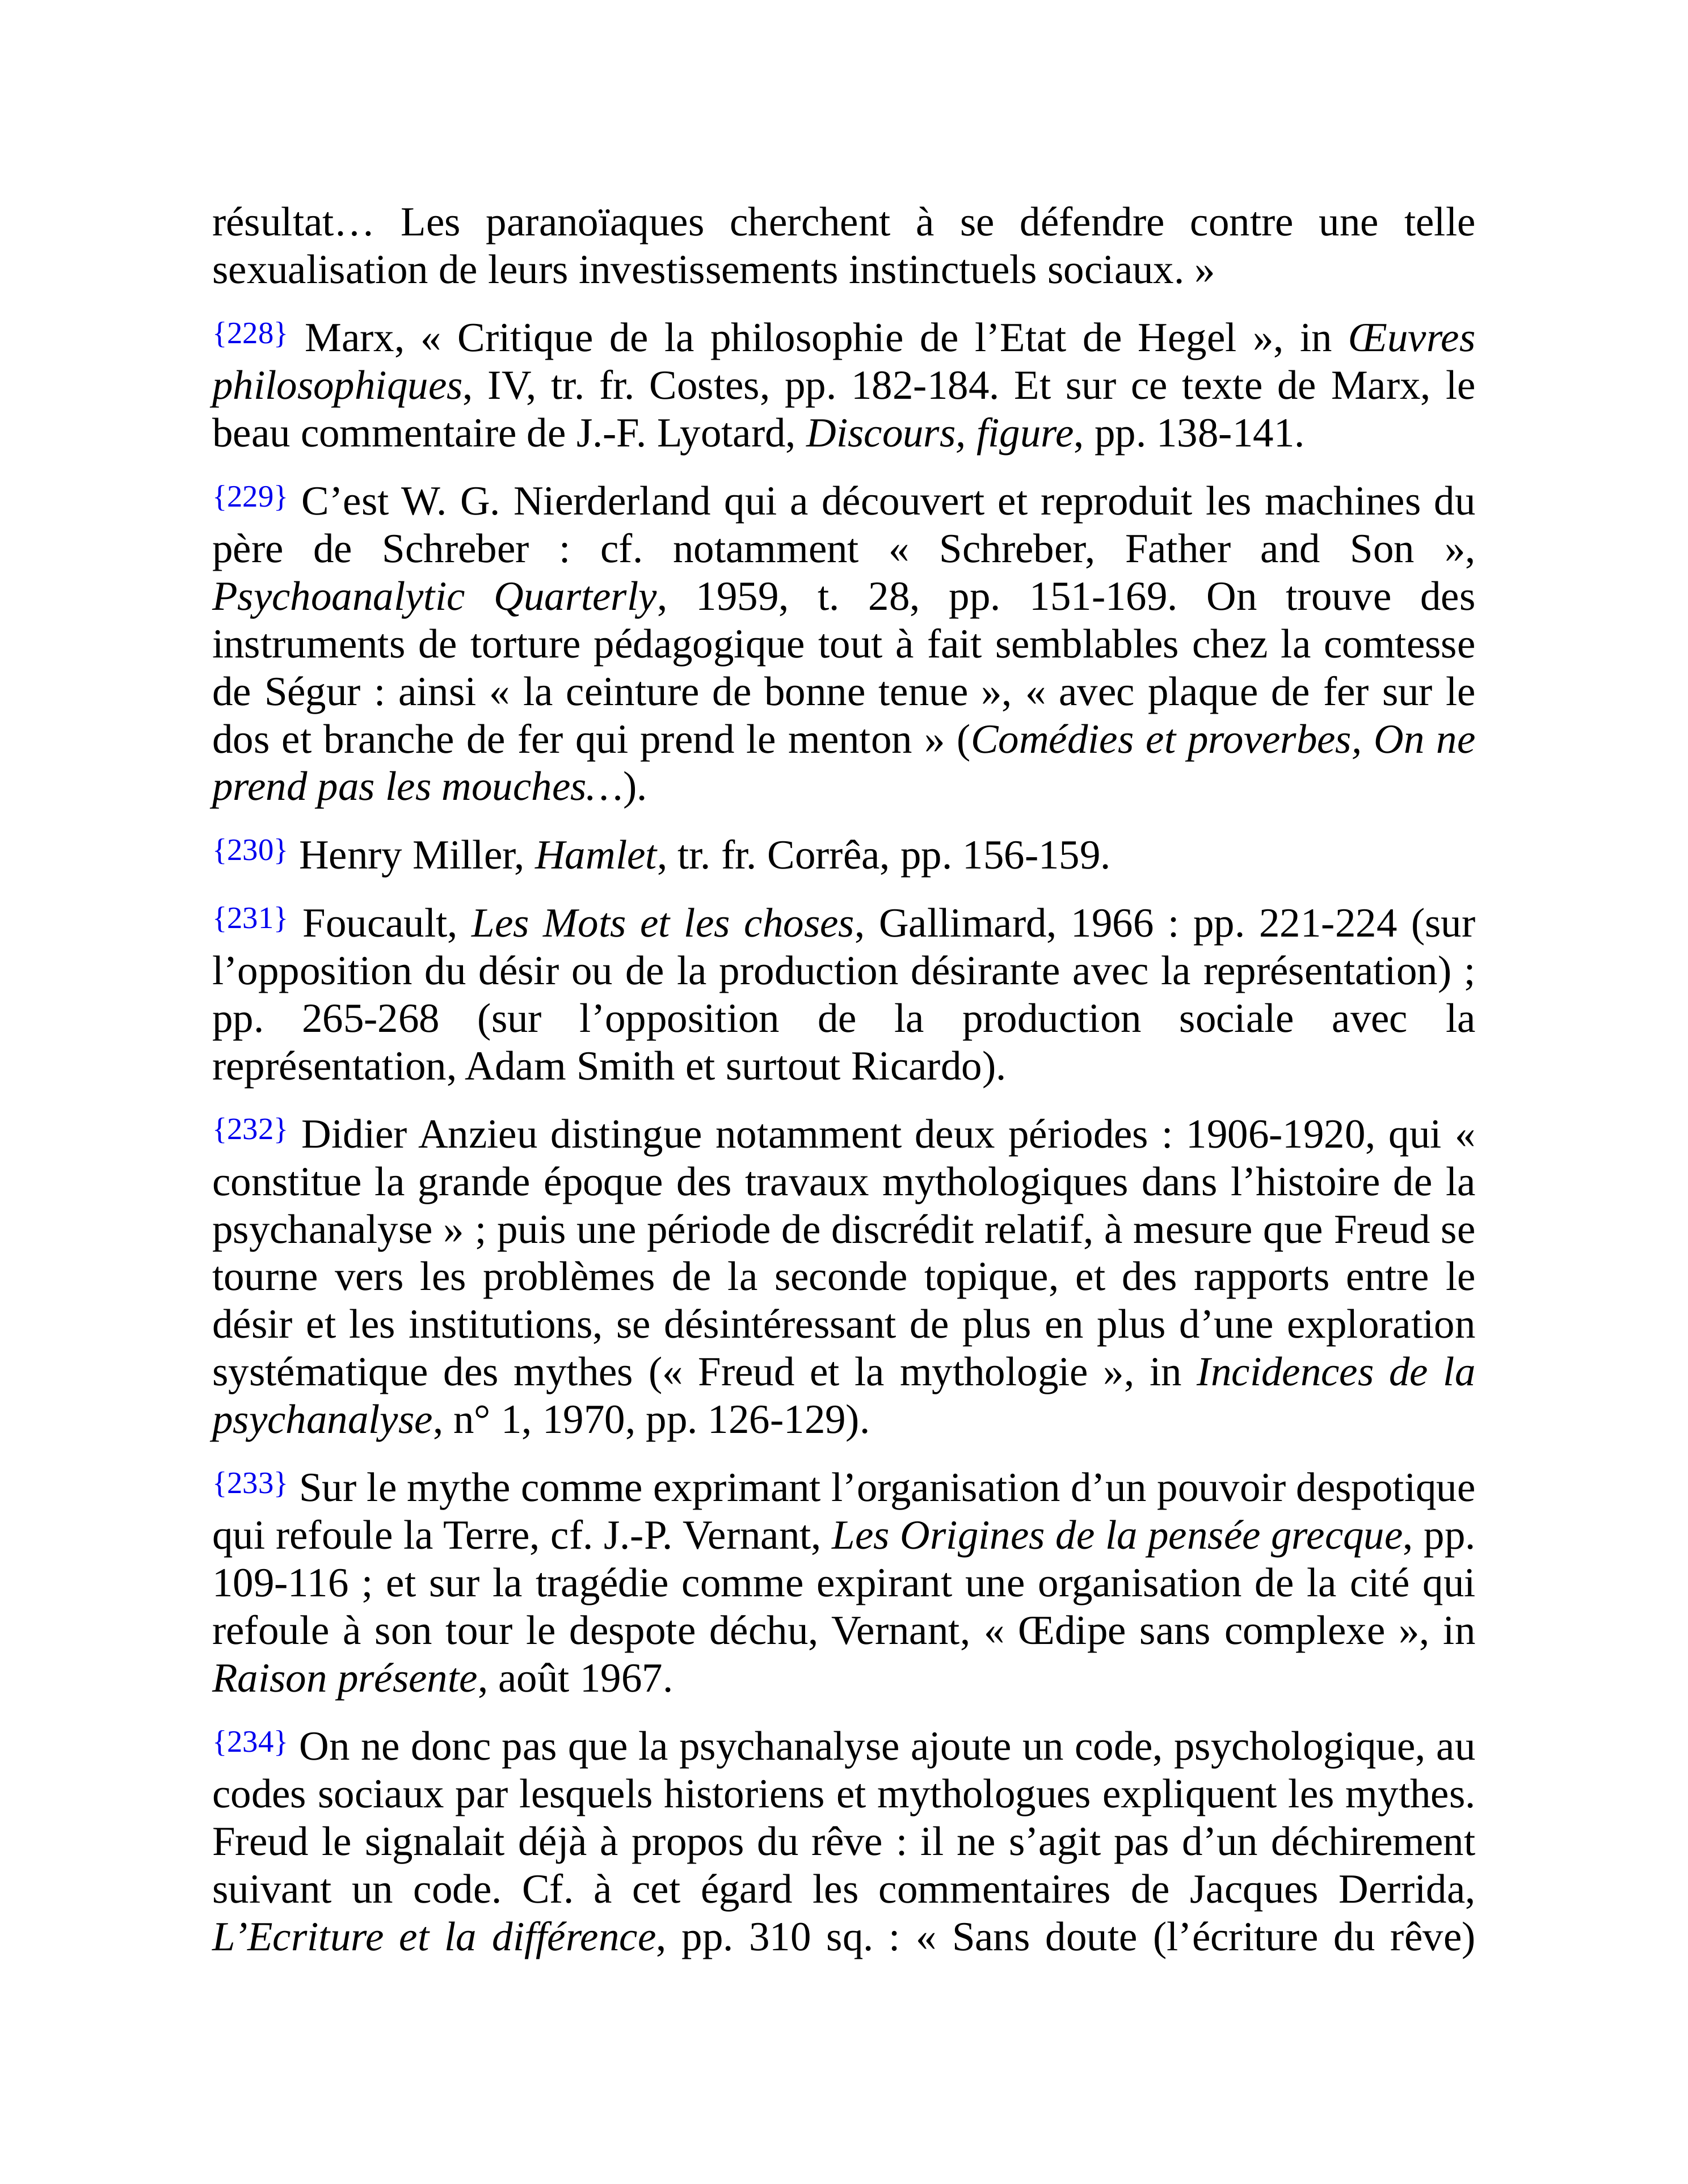 résultat… Les paranoïaques cherchent à se défendre contre une telle
sexualisation de leurs investissements instinctuels sociaux. »
{228} Marx, « Critique de la philosophie de l’Etat de Hegel », in Œuvres
philosophiques, IV, tr. fr. Costes, pp. 182-184. Et sur ce texte de Marx, le
beau commentaire de J.-F. Lyotard, Discours, figure, pp. 138-141.
{229} C’est W. G. Nierderland qui a découvert et reproduit les machines du
père de Schreber : cf. notamment « Schreber, Father and Son »,
Psychoanalytic Quarterly, 1959, t. 28, pp. 151-169. On trouve des
instruments de torture pédagogique tout à fait semblables chez la comtesse
de Ségur : ainsi « la ceinture de bonne tenue », « avec plaque de fer sur le
dos et branche de fer qui prend le menton » (Comédies et proverbes, On ne
prend pas les mouches…).
{230} Henry Miller, Hamlet, tr. fr. Corrêa, pp. 156-159.
{231} Foucault, Les Mots et les choses, Gallimard, 1966 : pp. 221-224 (sur
l’opposition du désir ou de la production désirante avec la représentation) ;
pp. 265-268 (sur l’opposition de la production sociale avec la
représentation, Adam Smith et surtout Ricardo).
{232} Didier Anzieu distingue notamment deux périodes : 1906-1920, qui «
constitue la grande époque des travaux mythologiques dans l’histoire de la
psychanalyse » ; puis une période de discrédit relatif, à mesure que Freud se
tourne vers les problèmes de la seconde topique, et des rapports entre le
désir et les institutions, se désintéressant de plus en plus d’une exploration
systématique des mythes (« Freud et la mythologie », in Incidences de la
psychanalyse, n° 1, 1970, pp. 126-129).
{233} Sur le mythe comme exprimant l’organisation d’un pouvoir despotique
qui refoule la Terre, cf. J.-P. Vernant, Les Origines de la pensée grecque, pp.
109-116 ; et sur la tragédie comme expirant une organisation de la cité qui
refoule à son tour le despote déchu, Vernant, « Œdipe sans complexe », in
Raison présente, août 1967.
{234} On ne donc pas que la psychanalyse ajoute un code, psychologique, au
codes sociaux par lesquels historiens et mythologues expliquent les mythes.
Freud le signalait déjà à propos du rêve : il ne s’agit pas d’un déchirement
suivant un code. Cf. à cet égard les commentaires de Jacques Derrida,
L’Ecriture et la différence, pp. 310 sq. : « Sans doute (l’écriture du rêve)